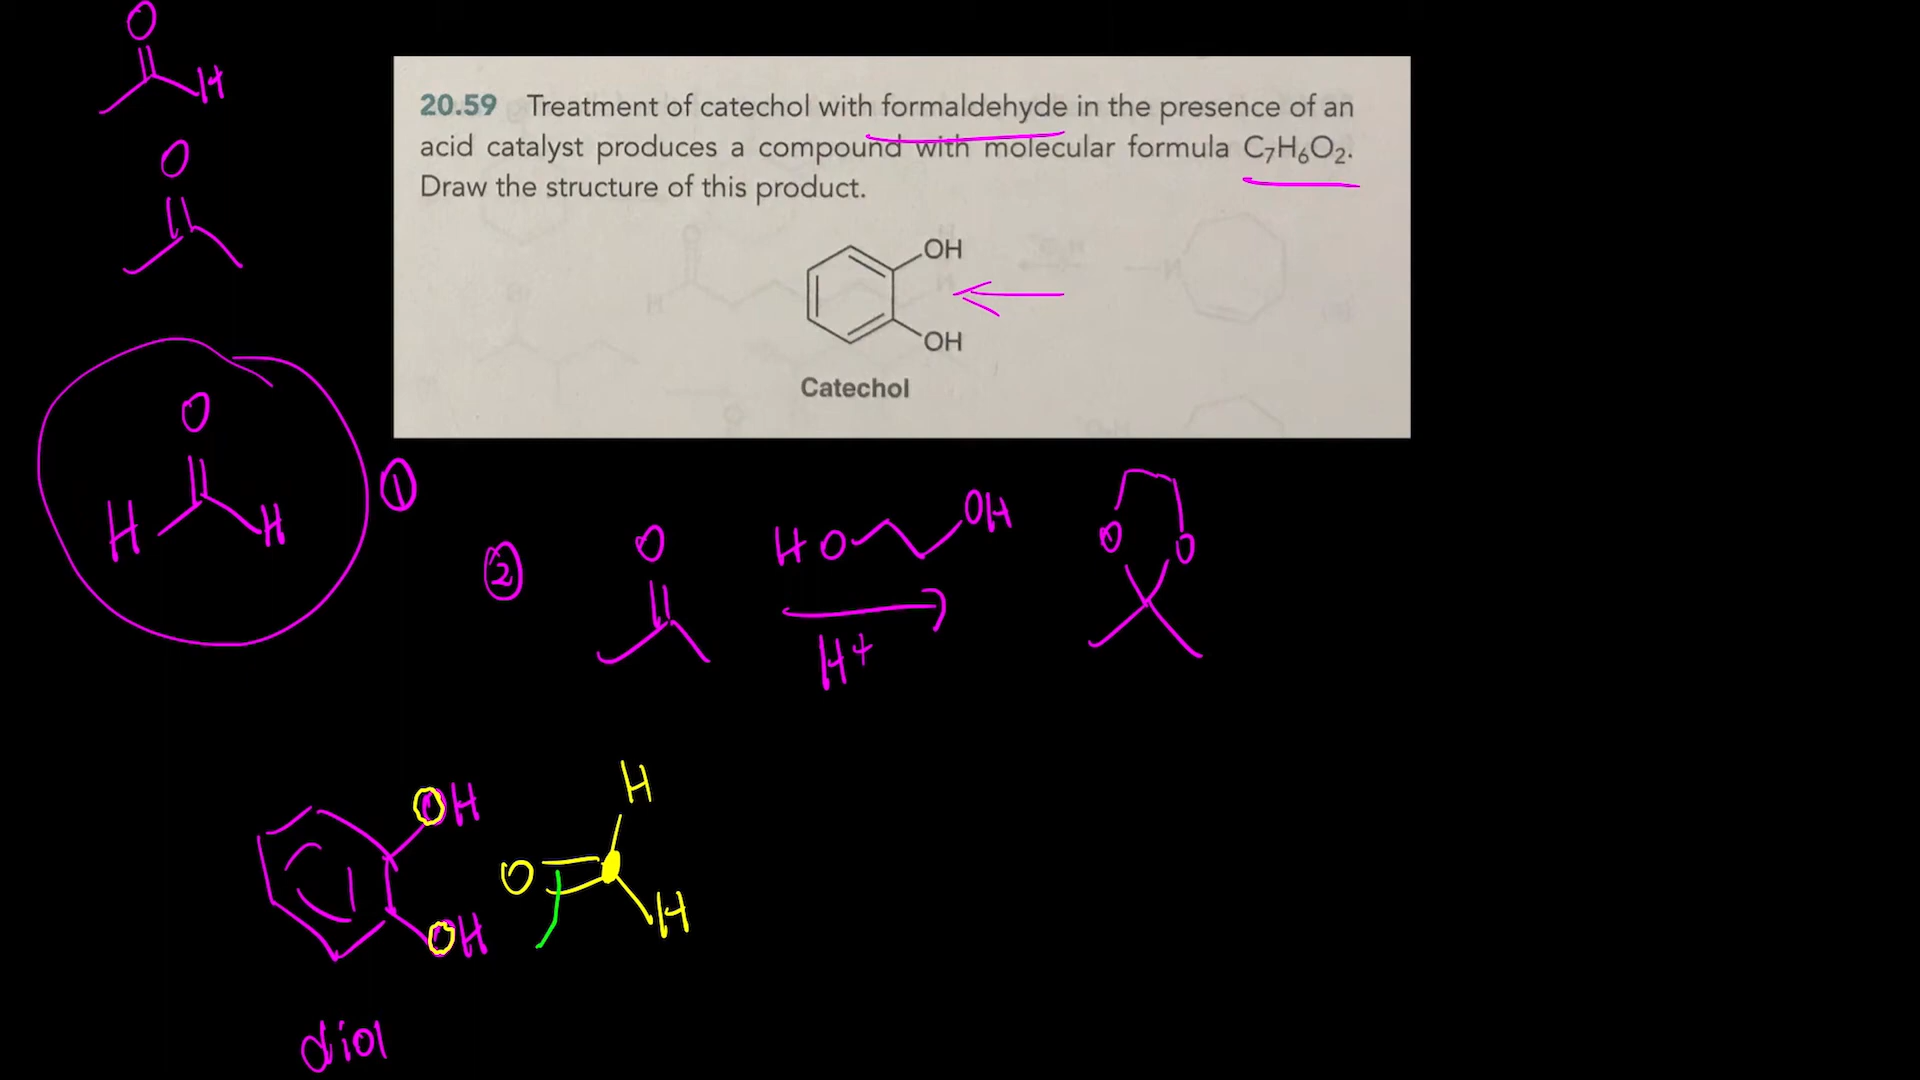 O
H
O
20.59 Treatment of catechol with formaldehyde in the presence of an
acid catalyst produces a compound with molecular formula C₇H₆O₂.
Draw the structure of this product.
OH
OH
Catechol
O
H H
①
② O HO OH O O
H+
OH
OH
O H
H
diol